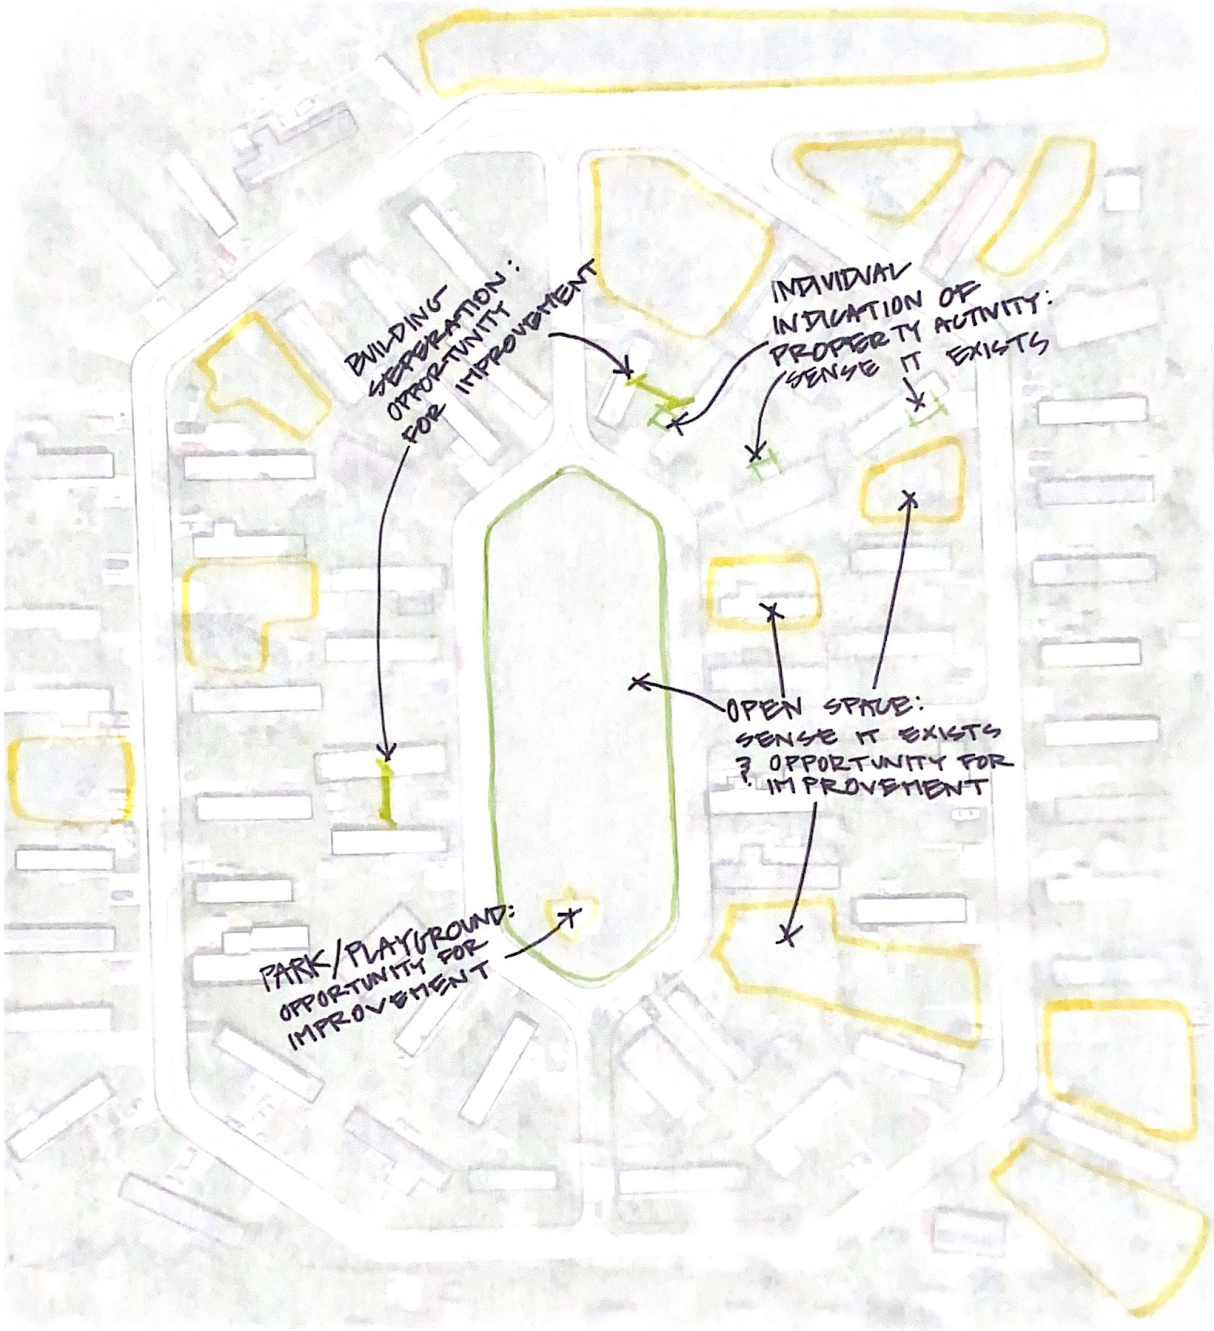 BUILDING-
SEPERATION:
OPPORTUNITY
FOR IMPROVEMENT
INDIVIDUAL
INDICATION OF
PROPERTY ACTIVITY:
SENSE IT EXISTS
OPEN SPACE:
SENSE IT EXISTS
& OPPORTUNITY FOR
IMPROVEMENT
PARK/PLAYGROUND:
OPPORTUNITY FOR
IMPROVEMENT